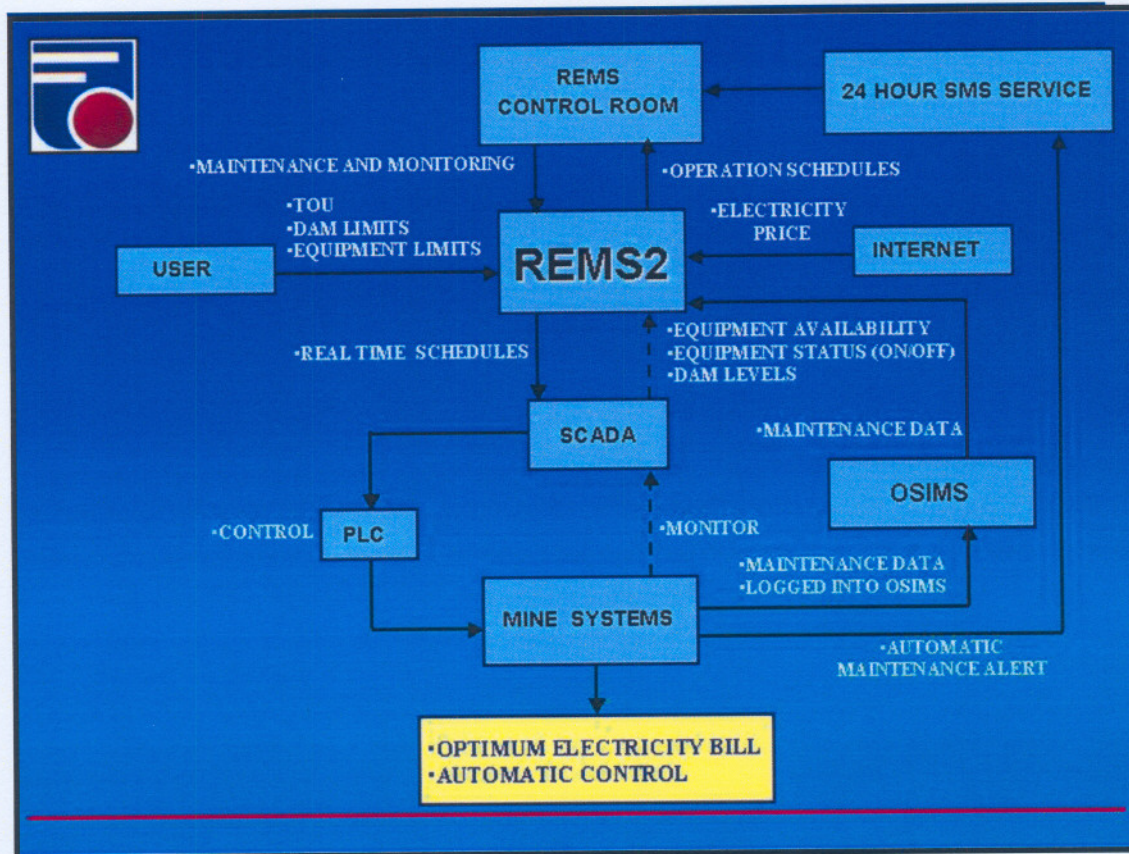 REMS
CONTROL ROOM
24 HOUR SMS SERVICE
•MAINTENANCE AND MONITORING
•OPERATION SCHEDULES
•TOU
•DAM LIMITS
•EQUIPMENT LIMITS
•ELECTRICITY
PRICE
USER
REMS2
INTERNET
•REAL TIME SCHEDULES
•EQUIPMENT AVAILABILITY
•EQUIPMENT STATUS (ON/OFF)
•DAM LEVELS
SCADA
•MAINTENANCE DATA
OSIMS
•CONTROL
PLC
•MONITOR
•MAINTENANCE DATA
•LOGGED INTO OSIMS
MINE SYSTEMS
•AUTOMATIC
MAINTENANCE ALERT
•OPTIMUM ELECTRICITY BILL
•AUTOMATIC CONTROL